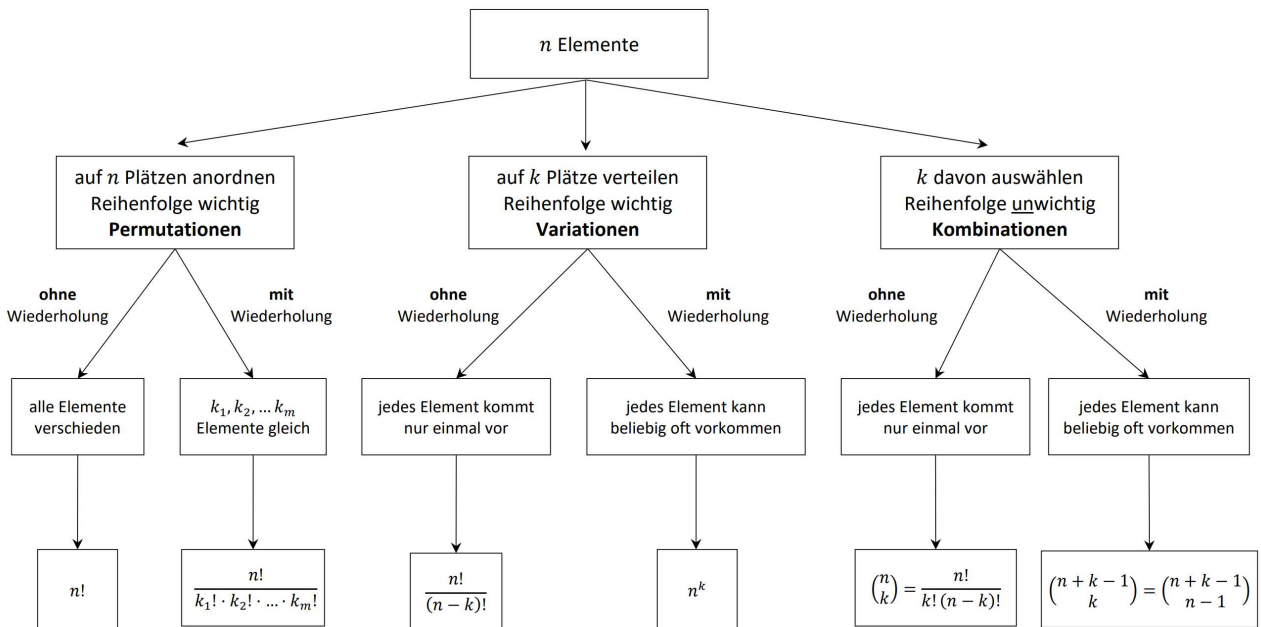 n Elemente
auf n Plätzen anordnen
Reihenfolge wichtig
Permutationen
auf k Plätze verteilen
Reihenfolge wichtig
Variationen
k davon auswählen
Reihenfolge unwichtig
Kombinationen
ohne
Wiederholung
mit
Wiederholung
ohne
Wiederholung
mit
Wiederholung
ohne
Wiederholung
mit
Wiederholung
alle Elemente
verschieden
k₁, k₂, … kₘ
Elemente gleich
jedes Element kommt
nur einmal vor
jedes Element kann
beliebig oft vorkommen
jedes Element kommt
nur einmal vor
jedes Element kann
beliebig oft vorkommen
n!
n!
k₁! · k₂! · … · kₘ!
n!
(n − k)!
nᵏ
(n k) = n! / k! (n − k)!
(n + k − 1 k) = (n + k − 1 n − 1)